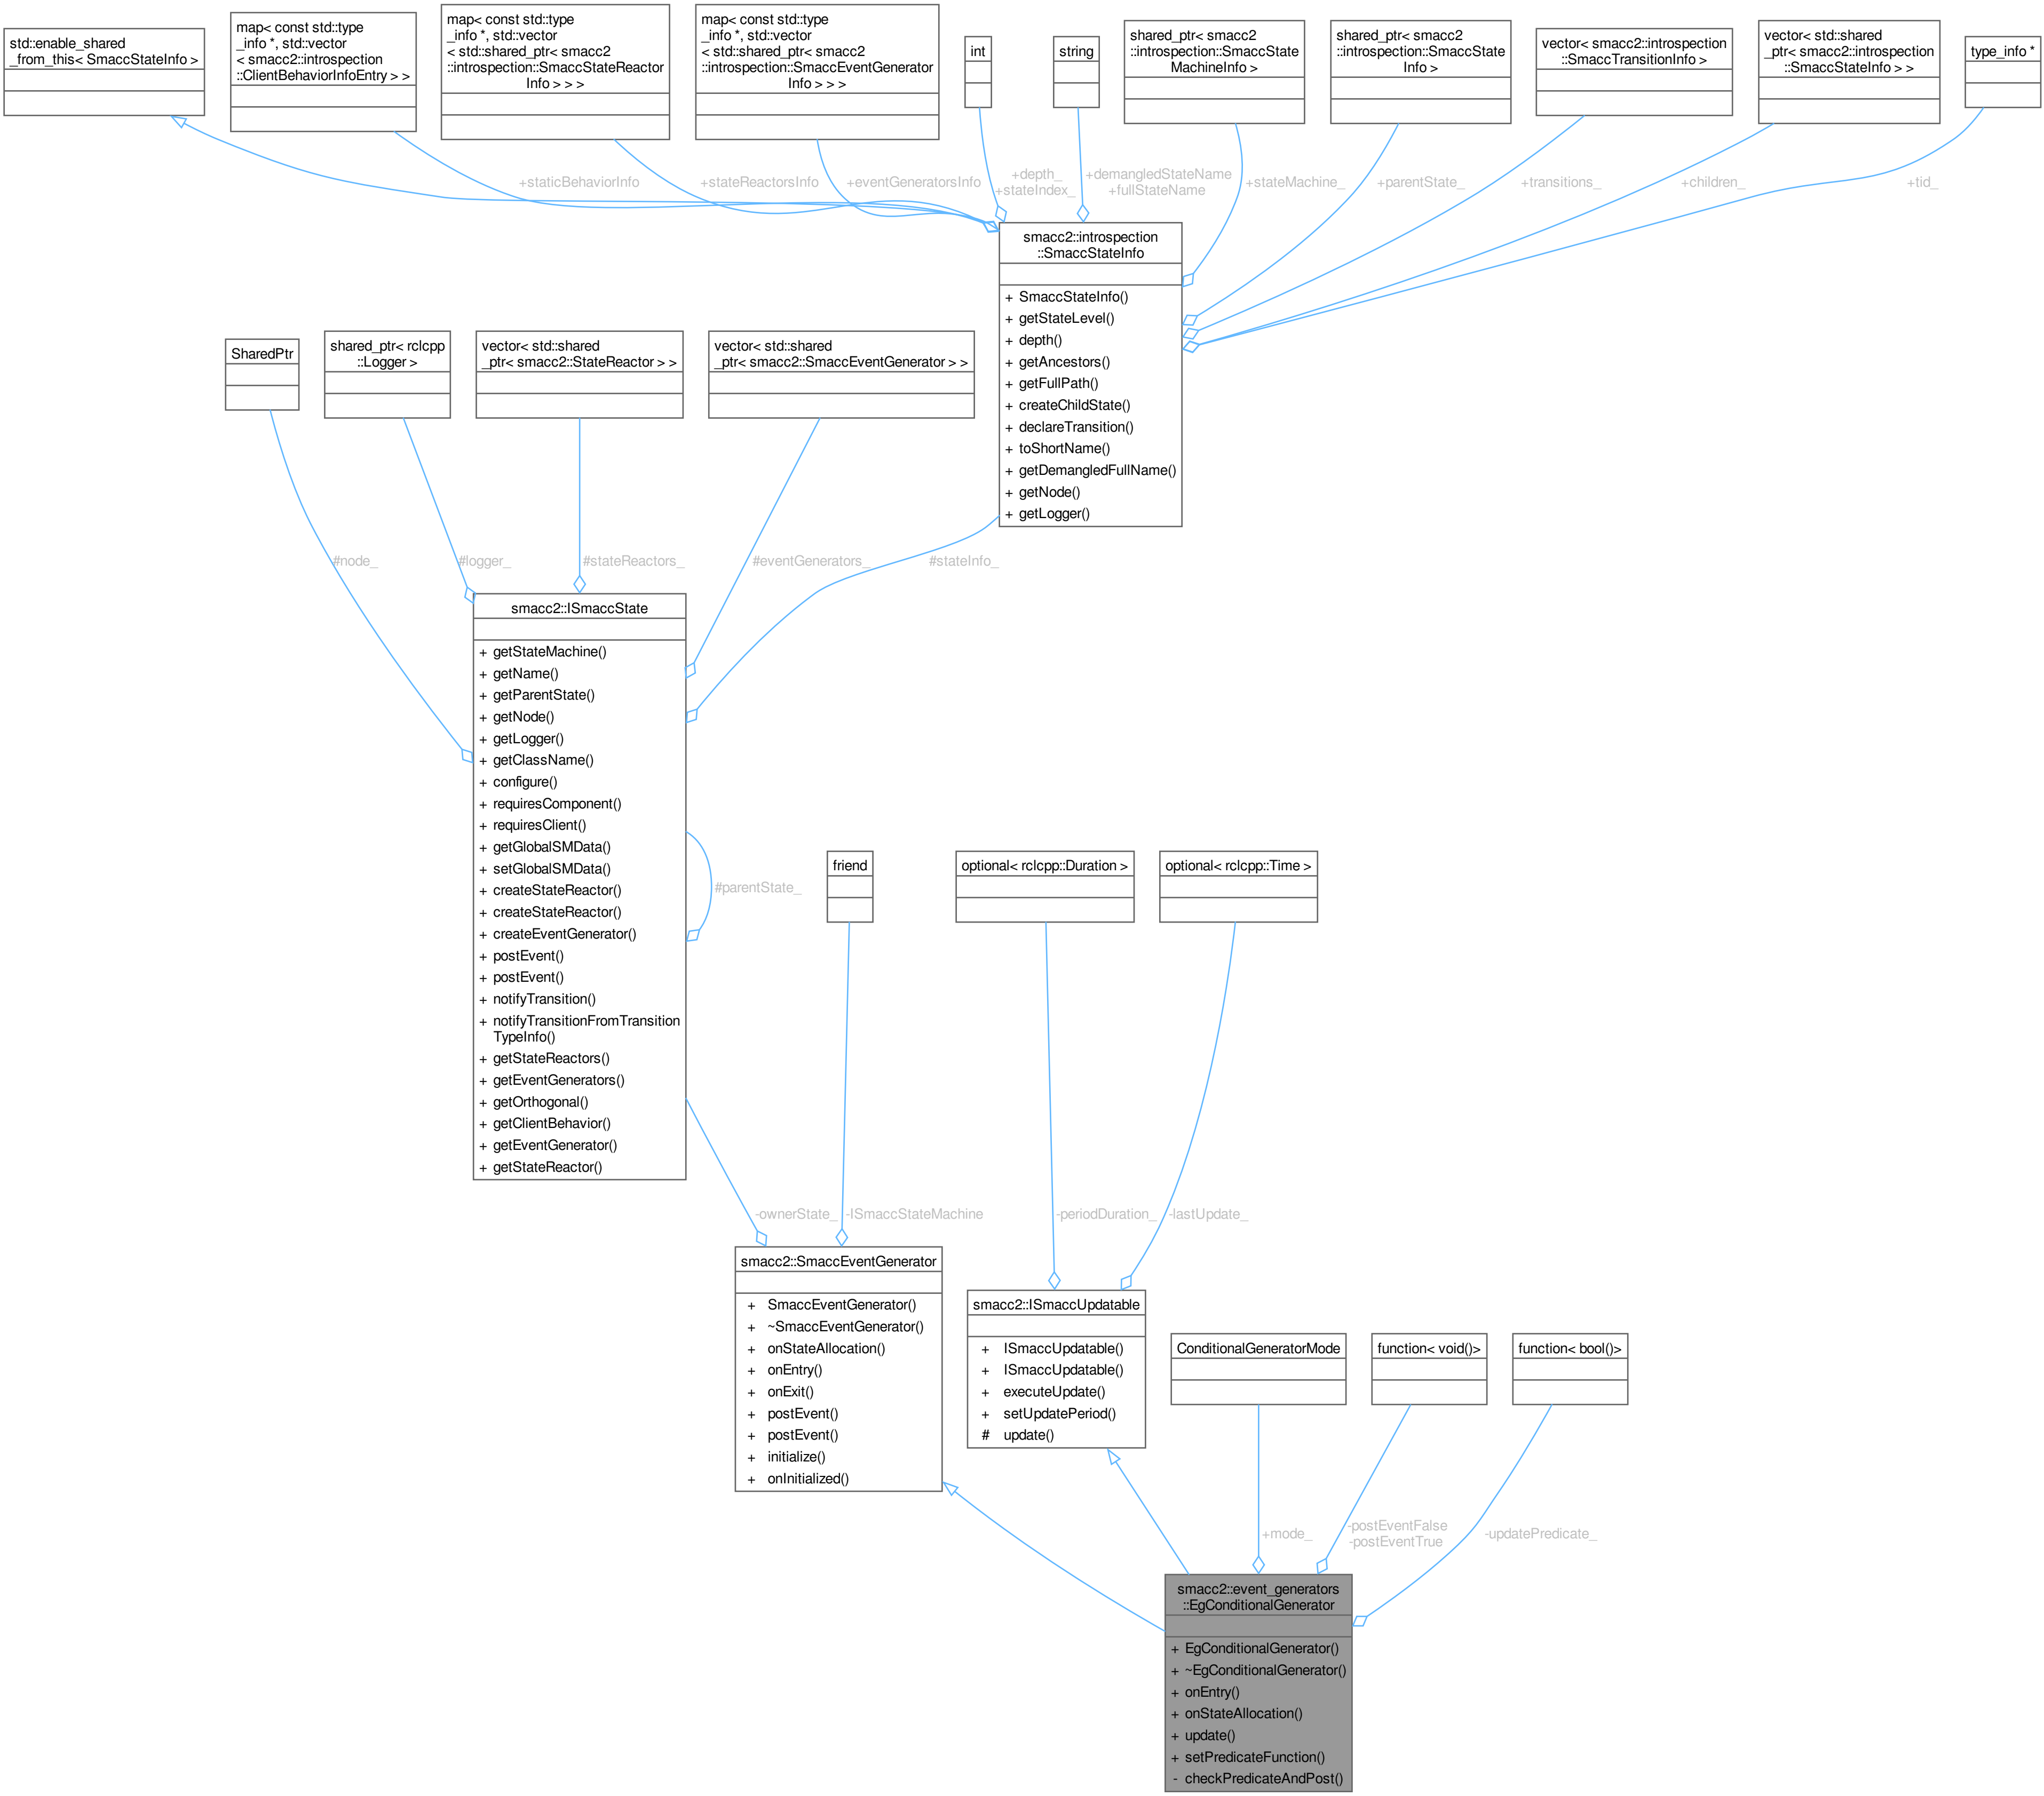 std::enable_shared
_from_this< SmaccStateInfo >
map< const std::type
_info *, std::vector
< smacc2::introspection
::ClientBehaviorInfoEntry > >
map< const std::type
_info *, std::vector
< std::shared_ptr< smacc2
::introspection::SmaccStateReactor
Info > > >
map< const std::type
_info *, std::vector
< std::shared_ptr< smacc2
::introspection::SmaccEventGenerator
Info > > >
int
string
shared_ptr< smacc2
::introspection::SmaccState
MachineInfo >
shared_ptr< smacc2
::introspection::SmaccState
Info >
vector< smacc2::introspection
::SmaccTransitionInfo >
vector< std::shared
_ptr< smacc2::introspection
::SmaccStateInfo > >
type_info *
+staticBehaviorInfo
+stateReactorsInfo
+eventGeneratorsInfo
+depth_
+stateIndex_
+demangledStateName
+fullStateName
+stateMachine_
+parentState_
+transitions_
+children_
+tid_
smacc2::introspection
::SmaccStateInfo
+ SmaccStateInfo()
+ getStateLevel()
+ depth()
+ getAncestors()
+ getFullPath()
+ createChildState()
+ declareTransition()
+ toShortName()
+ getDemangledFullName()
+ getNode()
+ getLogger()
SharedPtr
shared_ptr< rclcpp
::Logger >
vector< std::shared
_ptr< smacc2::StateReactor > >
vector< std::shared
_ptr< smacc2::SmaccEventGenerator > >
#node_
#logger_
#stateReactors_
#eventGenerators_
#stateInfo_
smacc2::ISmaccState
+ getStateMachine()
+ getName()
+ getParentState()
+ getNode()
+ getLogger()
+ getClassName()
+ configure()
+ requiresComponent()
+ requiresClient()
+ getGlobalSMData()
+ setGlobalSMData()
+ createStateReactor()
+ createStateReactor()
+ createEventGenerator()
+ postEvent()
+ postEvent()
+ notifyTransition()
+ notifyTransitionFromTransition
TypeInfo()
+ getStateReactors()
+ getEventGenerators()
+ getOrthogonal()
+ getClientBehavior()
+ getEventGenerator()
+ getStateReactor()
#parentState_
friend
optional< rclcpp::Duration >
optional< rclcpp::Time >
-ownerState_
-ISmaccStateMachine
-periodDuration_
-lastUpdate_
smacc2::SmaccEventGenerator
+ SmaccEventGenerator()
+ ~SmaccEventGenerator()
+ onStateAllocation()
+ onEntry()
+ onExit()
+ postEvent()
+ postEvent()
+ initialize()
+ onInitialized()
smacc2::ISmaccUpdatable
+ ISmaccUpdatable()
+ ISmaccUpdatable()
+ executeUpdate()
+ setUpdatePeriod()
# update()
ConditionalGeneratorMode
function< void()>
function< bool()>
+mode_
-postEventFalse
-postEventTrue
-updatePredicate_
smacc2::event_generators
::EgConditionalGenerator
+ EgConditionalGenerator()
+ ~EgConditionalGenerator()
+ onEntry()
+ onStateAllocation()
+ update()
+ setPredicateFunction()
- checkPredicateAndPost()